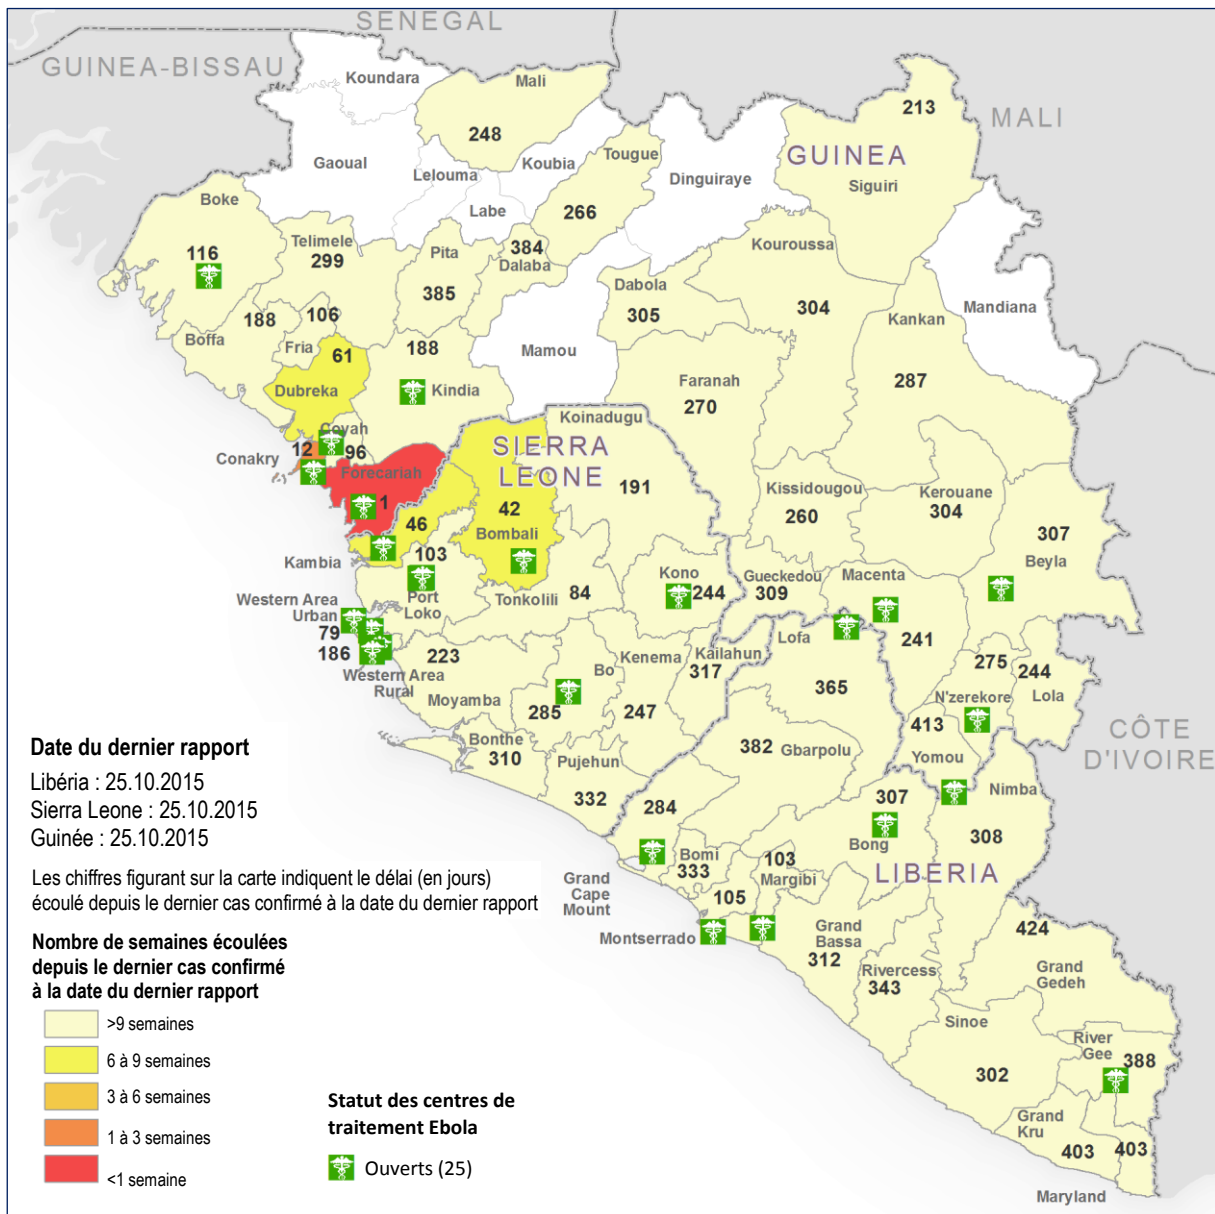 SENEGAL
GUINEA-BISSAU
Koundara
Mali
213
MALI
248
GUINEA
Gaoual
Lelouma
Koubia
Tougue
Dinguiraye
Siguiri
Boke
Labe
266
116
Telimele
299
Pita
384
Dalaba
Kouroussa
385
Dabola
305
304
Mandiana
188
106
Kankan
Boffa
Fria
61
188
Mamou
Dubreka
Kindia
Faranah
270
287
Koinadugu
Coyah
SIERRA
LEONE
12
96
Conakry
Forecariah
1
191
Kissidougou
260
Kerouane
304
307
46
42
Bombali
Beyla
Kambia
103
Kono
244
Gueckedou
309
Macenta
Port
Loko
Tonkolili
84
Western Area
Urban
79
186
Western Area
Rural
223
Moyamba
Bo
Kenema
Kailahun
317
Lofa
241
275
244
285
247
365
N'zerekore
Lola
413
CÔTE
D'IVOIRE
Bonthe
310
Pujehun
382
Gbarpolu
Yomou
332
284
307
Nimba
Bong
308
Bomi
333
103
Margibi
LIBERIA
Grand
Cape
Mount
105
Montserrado
Grand
Bassa
312
424
Rivercess
343
Grand
Gedeh
Sinoe
River
Gee
388
302
Grand
Kru
403
403
Maryland
Date du dernier rapport
Libéria : 25.10.2015
Sierra Leone : 25.10.2015
Guinée : 25.10.2015
Les chiffres figurant sur la carte indiquent le délai (en jours)
écoulé depuis le dernier cas confirmé à la date du dernier rapport
Nombre de semaines écoulées
depuis le dernier cas confirmé
à la date du dernier rapport
>9 semaines
6 à 9 semaines
3 à 6 semaines
1 à 3 semaines
<1 semaine
Statut des centres de
traitement Ebola
Ouverts (25)